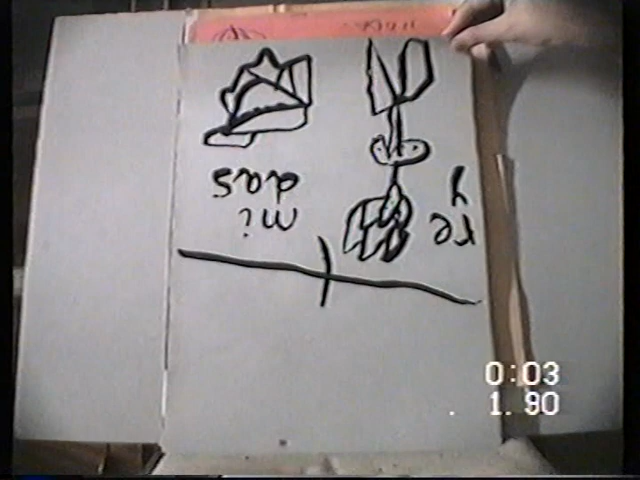 re
y
mi
das
0:03
. 1.90